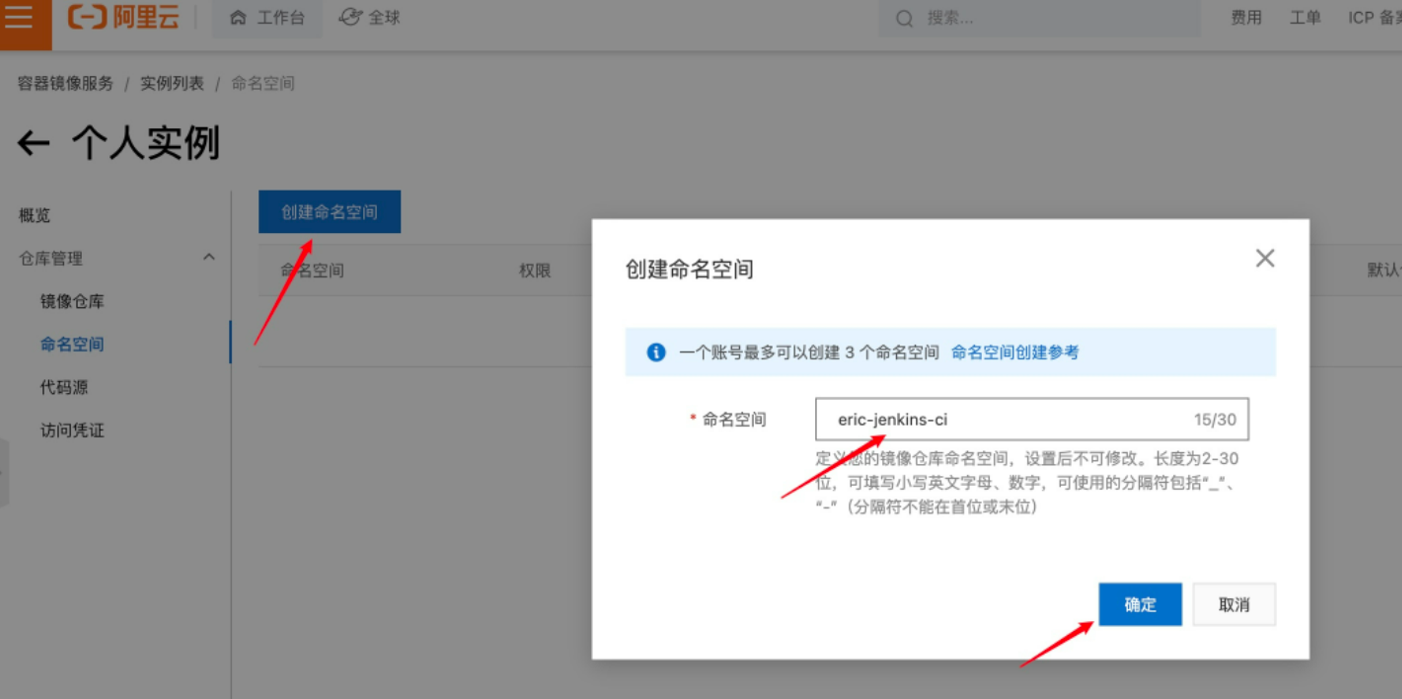 阿里云 工作台 全球 搜索... 费用 工单 ICP 备
容器镜像服务 / 实例列表 / 命名空间
个人实例
概览
仓库管理
镜像仓库
命名空间
代码源
访问凭证
创建命名空间
命名空间 权限 默认
创建命名空间
一个账号最多可以创建 3 个命名空间 命名空间创建参考
* 命名空间 eric-jenkins-ci 15/30
定义您的镜像仓库命名空间，设置后不可修改。长度为2-30
位，可填写小写英文字母、数字，可使用的分隔符包括“_”、
“-”（分隔符不能在首位或末位）
确定 取消